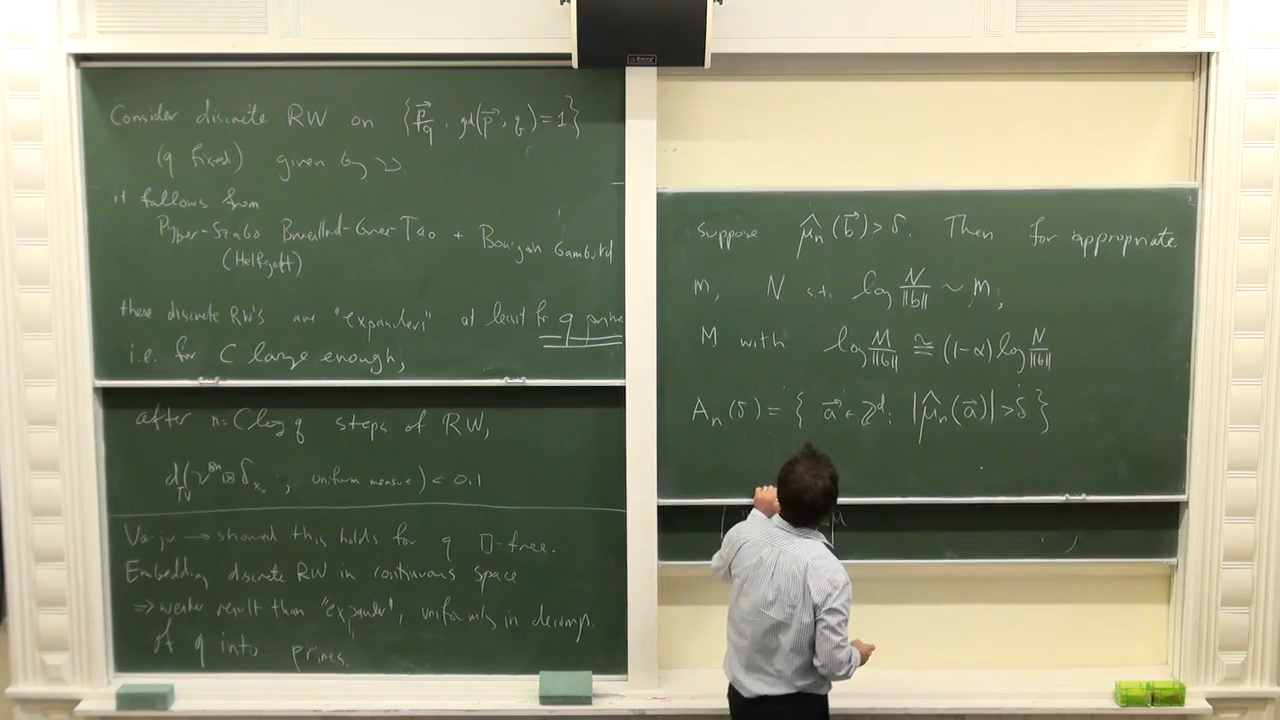 Consider discrete RW on { p⃗/q : gcd(p⃗, q) = 1 }
(q fixed) given by ν
it follows from
Pyber-Szabo Breuillard-Green-Tao + Bourgain Gamburd
(Helfgott)
these discrete RW's are "expanders" at least for q prime
i.e. for C large enough,
after n = C log q steps of RW,
d_TV(ν^{⊛n} ⊛ δ_{x₀}, uniform measure) < 0.1
Va-ju → showed this holds for q □-free.
Embedding discrete RW in continuous space
⇒ weaker result than "expander", uniformly in decomp.
of q into primes.
suppose μ̂_n(b⃗) > δ. Then for appropriate
m, N s.t. log N/‖b‖ ~ m,
M with log M/‖b‖ ≅ (1-α) log N/‖b‖
A_n(δ) = { a⃗ ∈ ℤ^d : |μ̂_n(a⃗)| > δ }
M